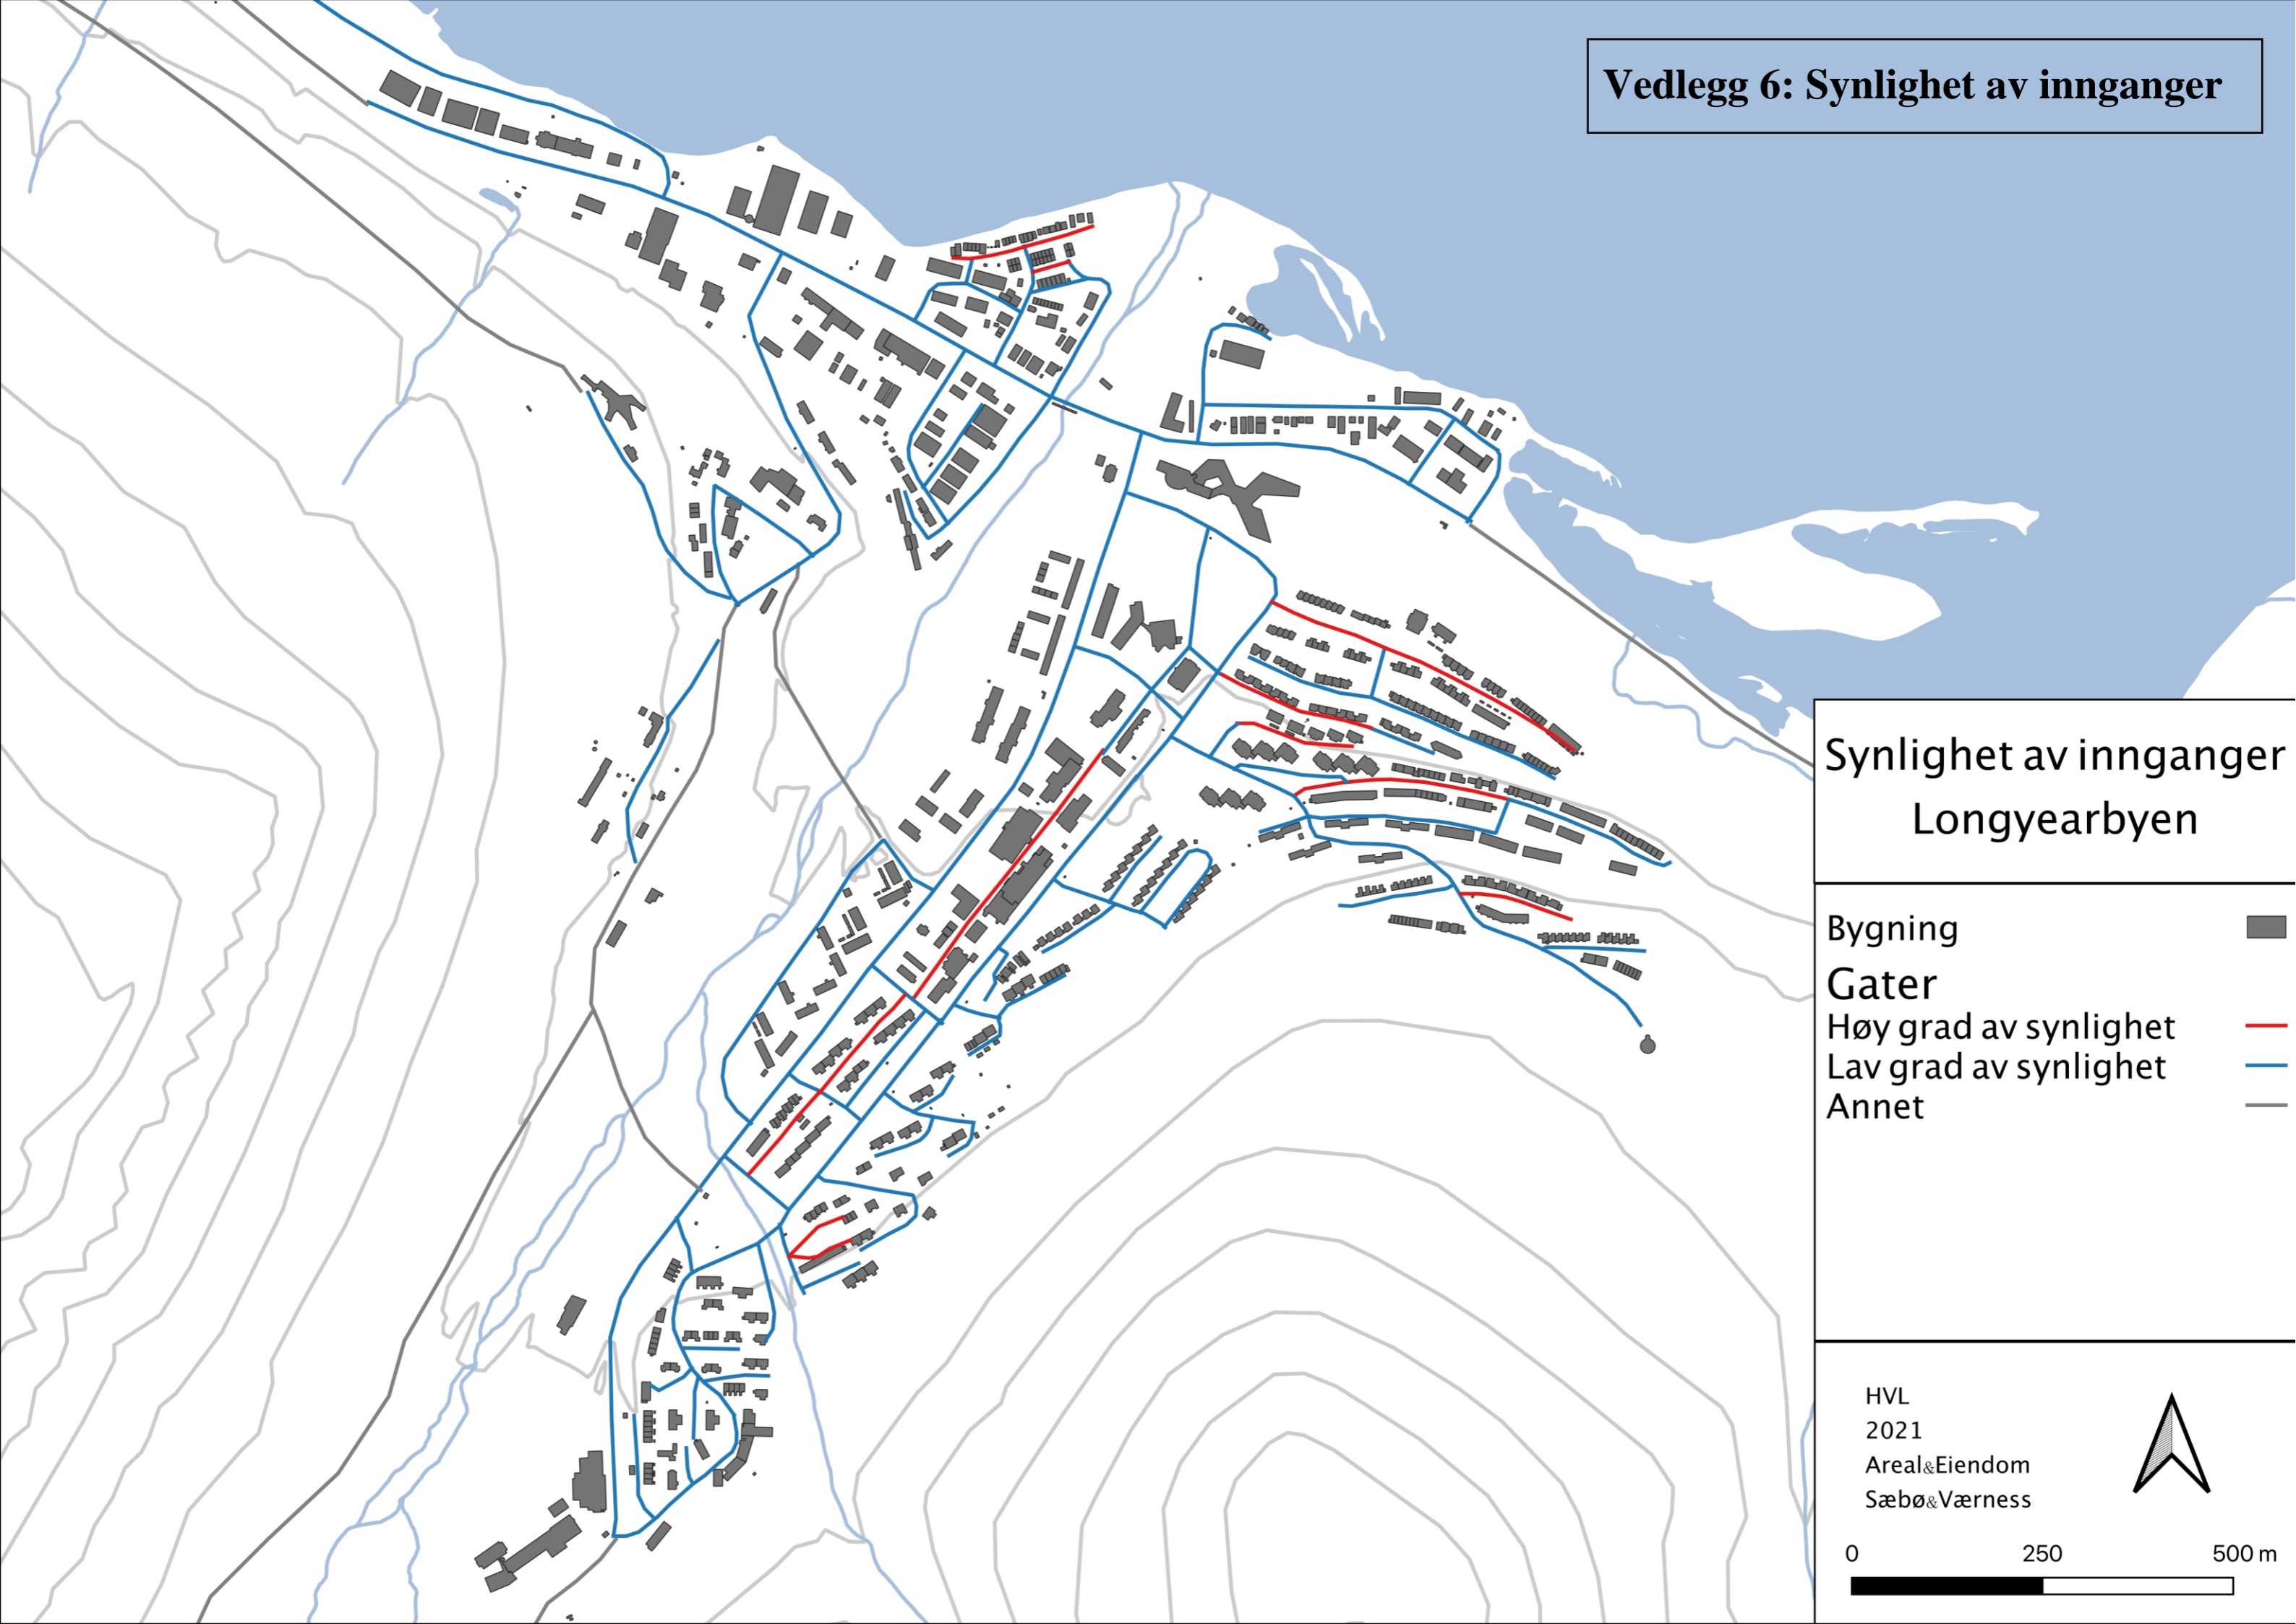 Vedlegg 6: Synlighet av innganger
Synlighet av innganger
Longyearbyen
Bygning
Gater
Høy grad av synlighet
Lav grad av synlighet
Annet
HVL
2021
Areal&Eiendom
Sæbø&Værness
0 250 500 m